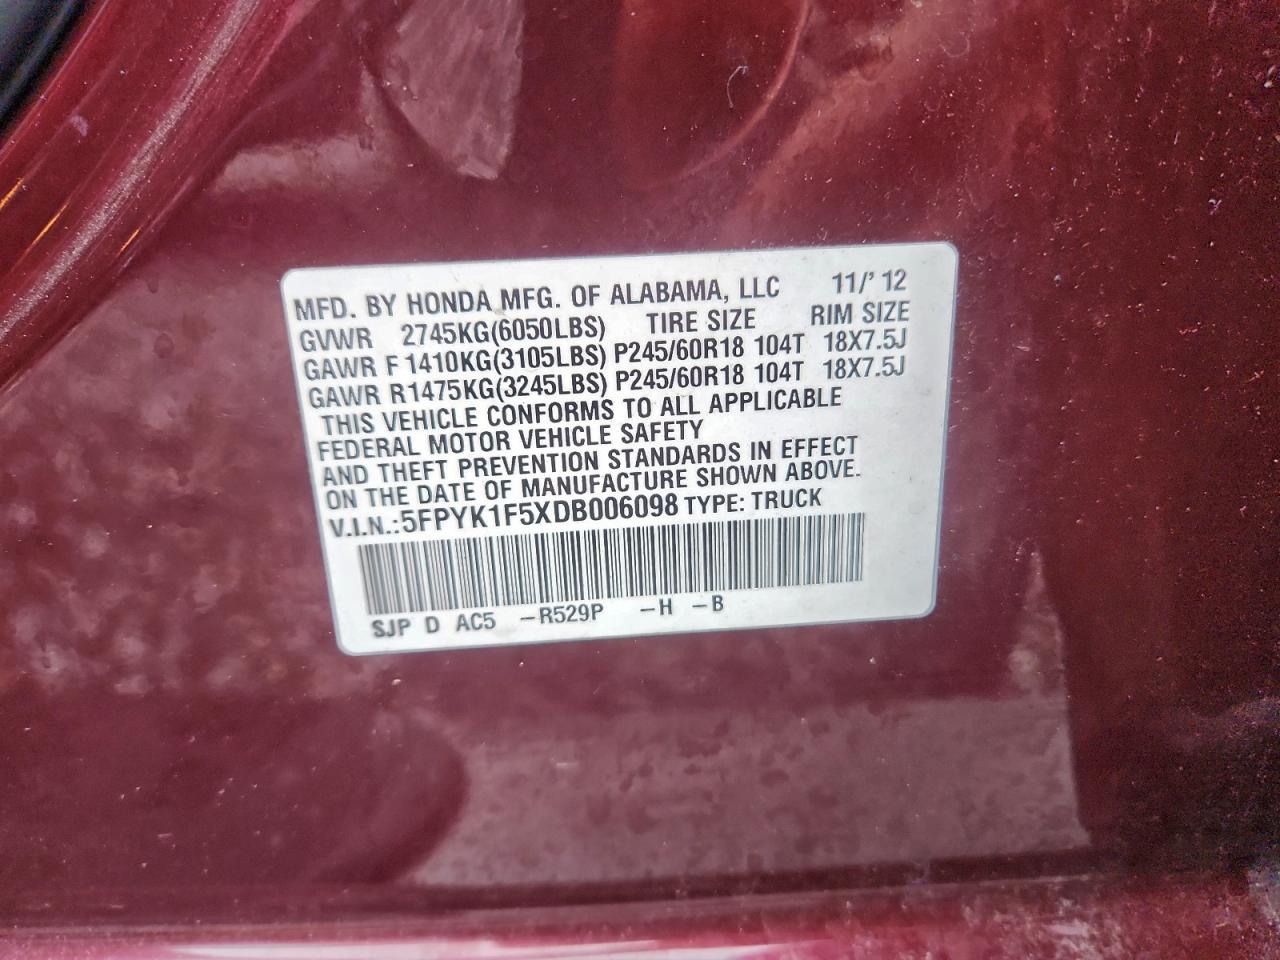 MFD. BY HONDA MFG. OF ALABAMA, LLC 11/' 12
GVWR 2745KG(6050LBS) TIRE SIZE RIM SIZE
GAWR F 1410KG(3105LBS) P245/60R18 104T 18X7.5J
GAWR R1475KG(3245LBS) P245/60R18 104T 18X7.5J
THIS VEHICLE CONFORMS TO ALL APPLICABLE
FEDERAL MOTOR VEHICLE SAFETY
AND THEFT PREVENTION STANDARDS IN EFFECT
ON THE DATE OF MANUFACTURE SHOWN ABOVE.
V.I.N.:5FPYK1F5XDB006098 TYPE: TRUCK
SJP D AC5 -R529P -H -B